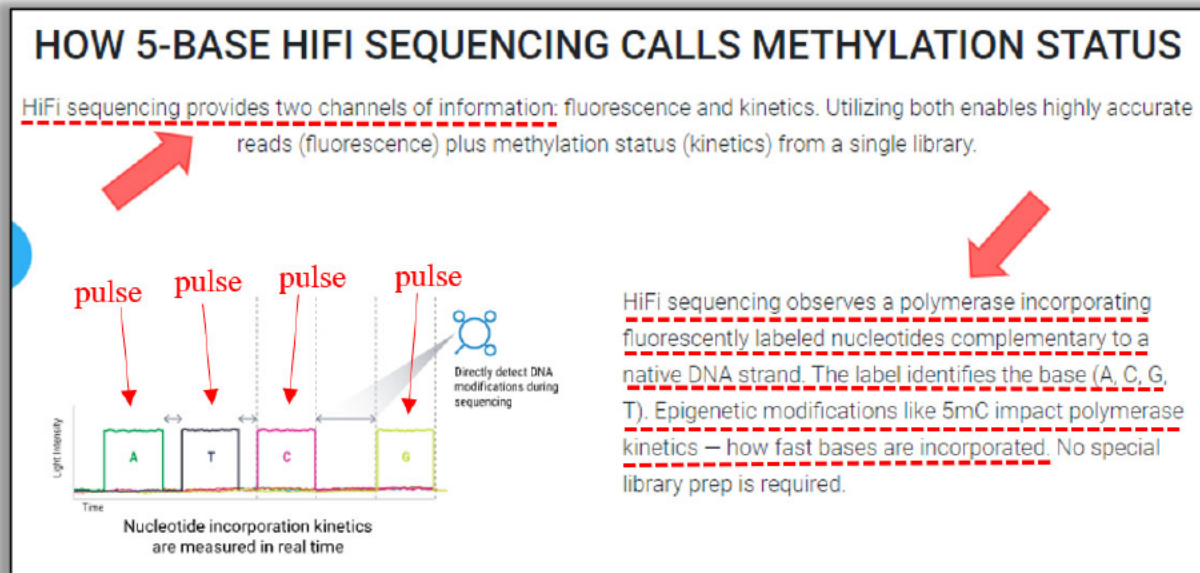 HOW 5-BASE HIFI SEQUENCING CALLS METHYLATION STATUS
HiFi sequencing provides two channels of information: fluorescence and kinetics. Utilizing both enables highly accurate
reads (fluorescence) plus methylation status (kinetics) from a single library.
pulse pulse pulse pulse
Directly detect DNA
modifications during
sequencing
Light Intensity
A T C G
Time
Nucleotide incorporation kinetics
are measured in real time
HiFi sequencing observes a polymerase incorporating
fluorescently labeled nucleotides complementary to a
native DNA strand. The label identifies the base (A, C, G,
T). Epigenetic modifications like 5mC impact polymerase
kinetics – how fast bases are incorporated. No special
library prep is required.